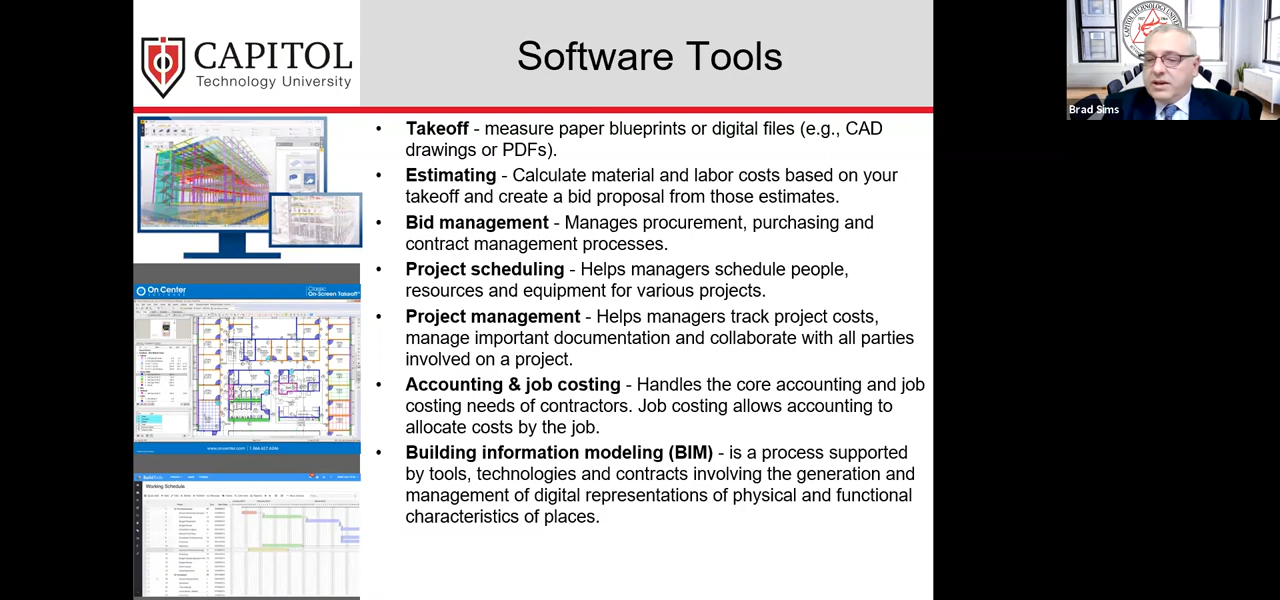 CAPITOL
Technology University
Software Tools
Brad Sims
• Takeoff - measure paper blueprints or digital files (e.g., CAD
drawings or PDFs).
• Estimating - Calculate material and labor costs based on your
takeoff and create a bid proposal from those estimates.
• Bid management - Manages procurement, purchasing and
contract management processes.
• Project scheduling - Helps managers schedule people,
resources and equipment for various projects.
• Project management - Helps managers track project costs,
manage important documentation and collaborate with all parties
involved on a project.
• Accounting & job costing - Handles the core accounting and job
costing needs of contractors. Job costing allows accounting to
allocate costs by the job.
• Building information modeling (BIM) - is a process supported
by tools, technologies and contracts involving the generation and
management of digital representations of physical and functional
characteristics of places.
On Center
SOFTWARE
Classic
On-Screen Takeoff
Working Schedule